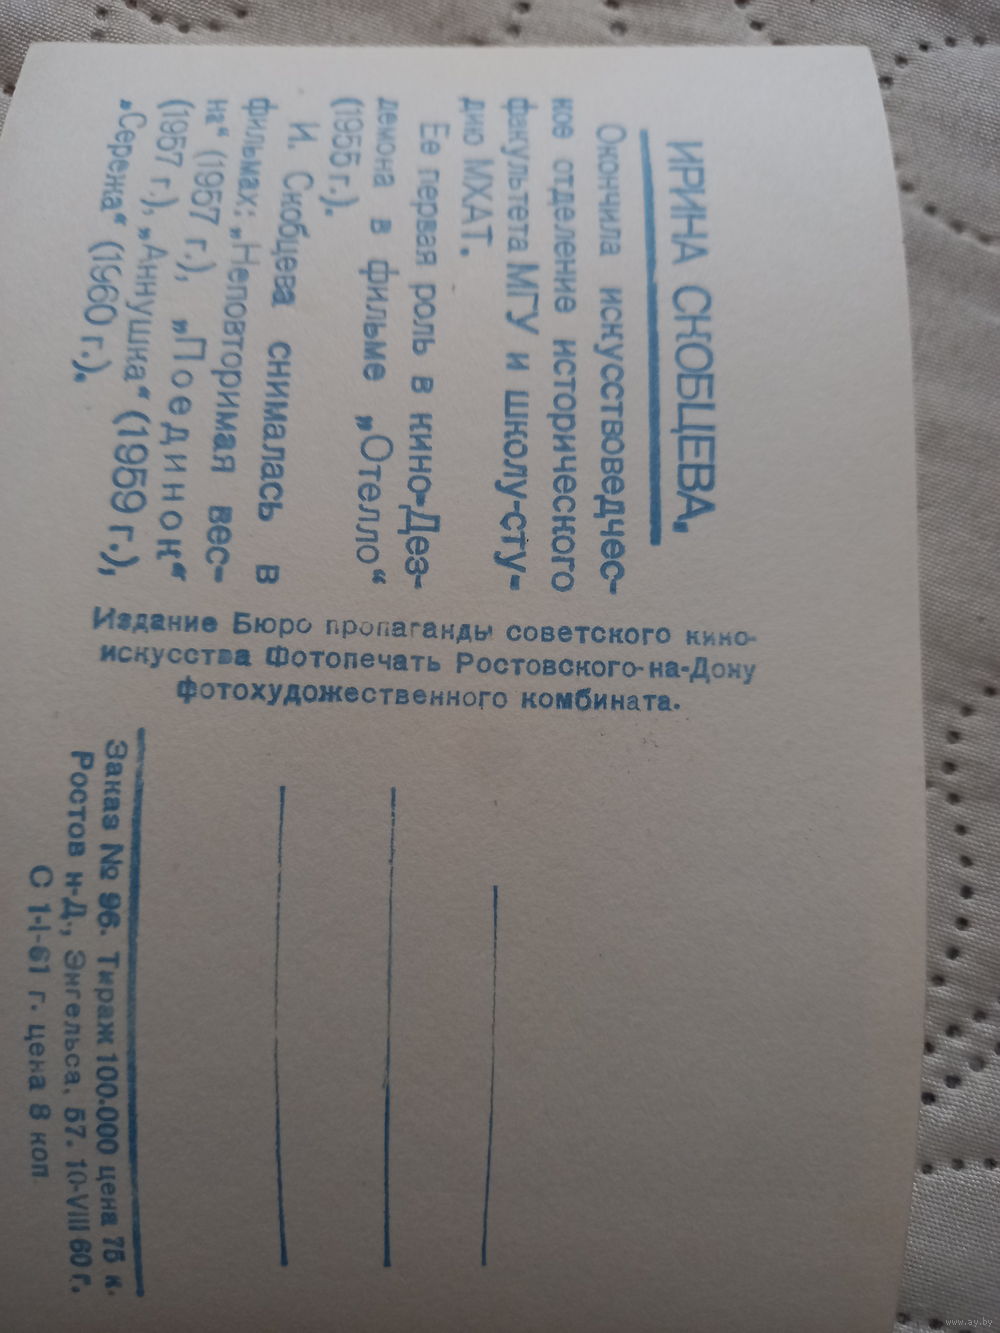 ИРИНА СКОБЦЕВА.
Окончила искусствоведчес-
кое отделение исторического
факультета МГУ и школу-сту-
дию МХАТ.
Ее первая роль в кино-Дез-
демона в фильме „Отелло“
(1955 г.).
И. Скобцева снималась в
фильмах: „Неповторимая вес-
на“ (1957 г.), „Поединок“
(1957 г.), „Аннушка“ (1959 г.),
„Сережа“ (1960 г.).
Издание Бюро пропаганды советского кино-
искусства Фотопечать Ростовского-на-Дону
фотохудожественного комбината.
Заказ № 96. Тираж 100.000 цена 75 к.
Ростов н-Д., Энгельса, 57. 10-VIII 60 г.
С 1-I-61 г. цена 8 коп
www.ay.by